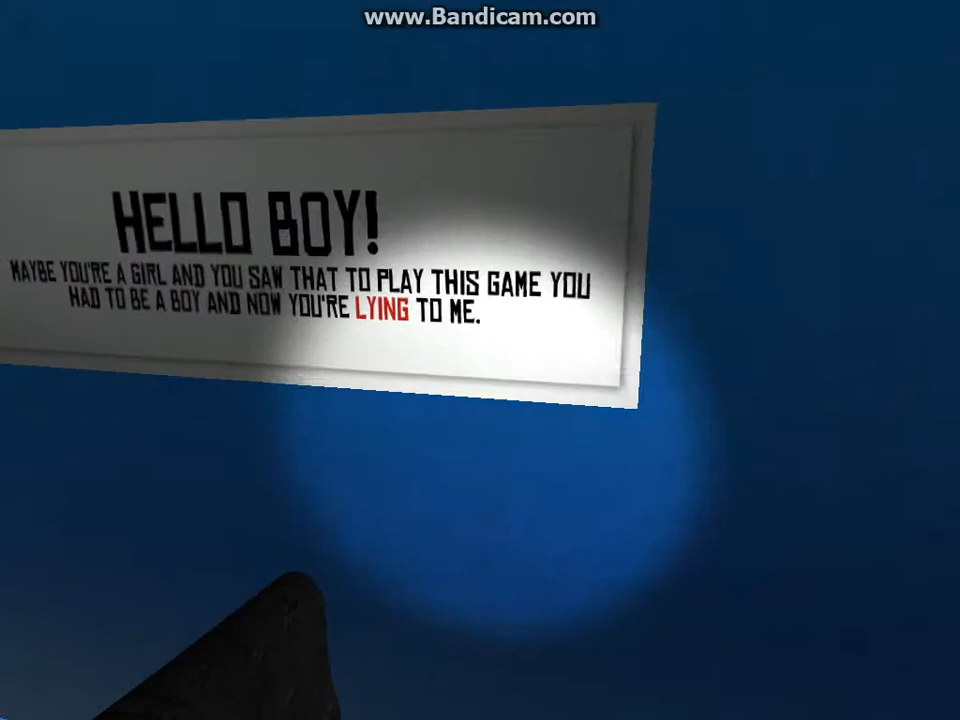 www.Bandicam.com
HELLO BOY!
MAYBE YOU'RE A GIRL AND YOU SAW THAT TO PLAY THIS GAME YOU
HAD TO BE A BOY AND NOW YOU'RE LYING TO ME.